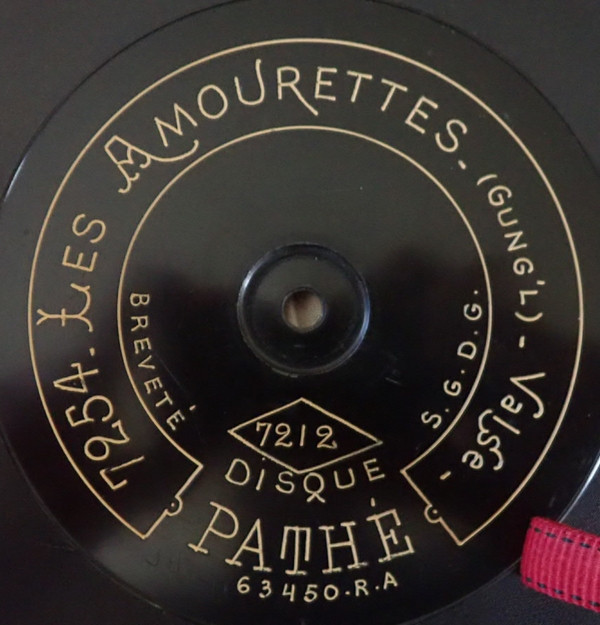 7254. LES AMOURETTES- (GUNG'L) - Valse -
BREVETÉ S.G.D.G.
7212
DISQUE
PATHÉ
63450.R.A